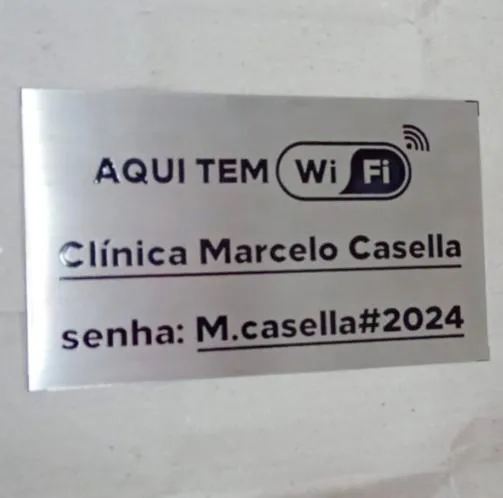 AQUI TEM Wi Fi
Clínica Marcelo Casella
senha: M.casella#2024